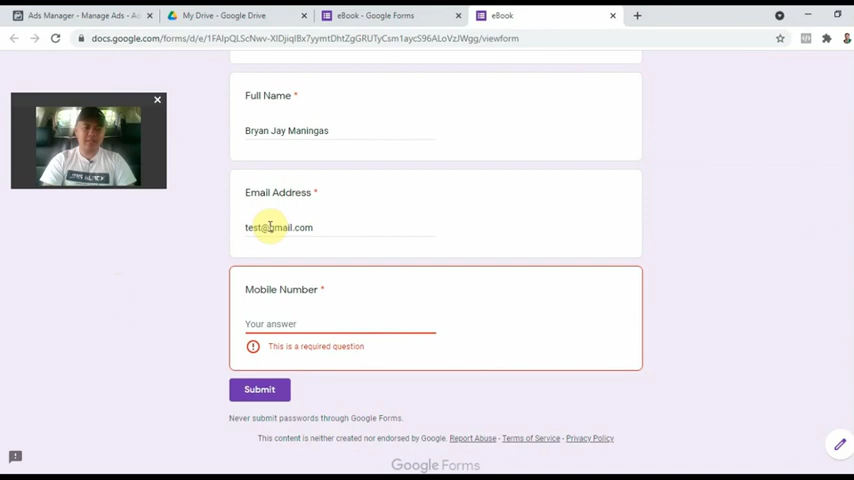 Ads Manager - Manage Ads - Ad
My Drive - Google Drive
eBook - Google Forms
eBook
docs.google.com/forms/d/e/1FAIpQLScNwv-XIDjiqIBx7yymtDhtZgGRUTyCsm1aycS96ALoVzJWgg/viewform
Full Name *
Bryan Jay Maningas
Email Address *
test@gmail.com
Mobile Number *
Your answer
This is a required question
Submit
Never submit passwords through Google Forms.
This content is neither created nor endorsed by Google. Report Abuse - Terms of Service - Privacy Policy
Google Forms